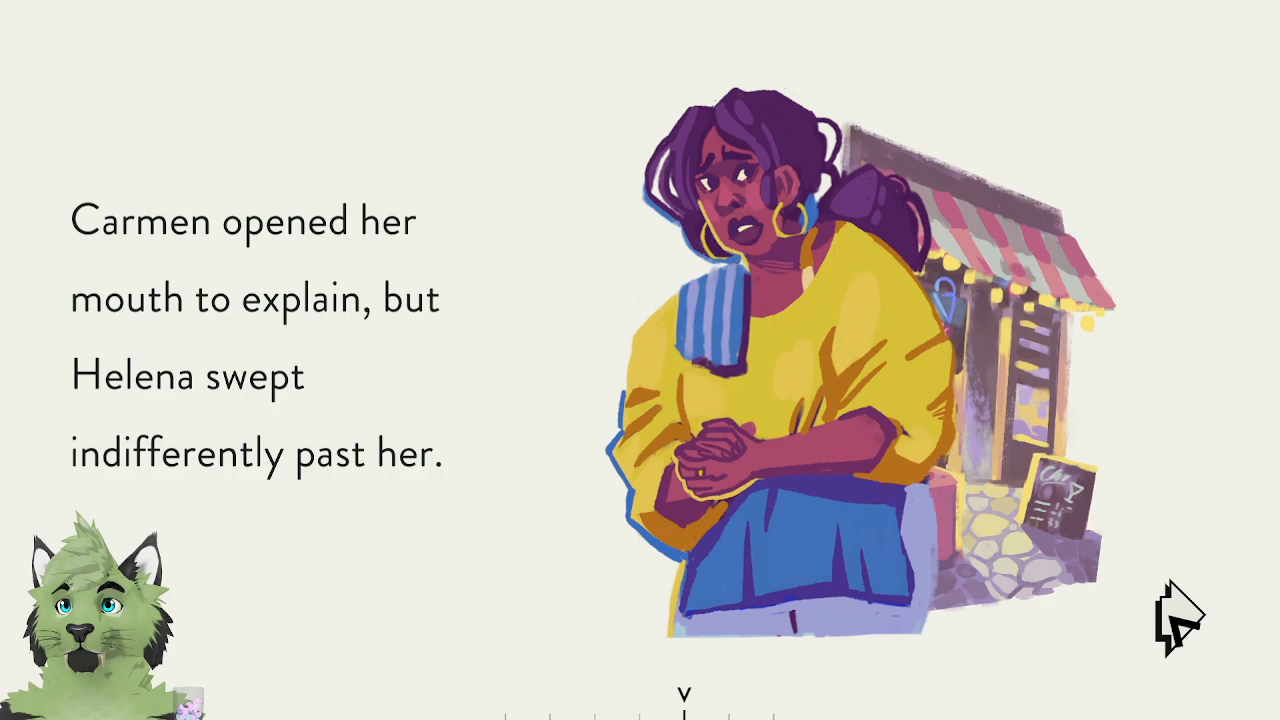 Carmen opened her
mouth to explain, but
Helena swept
indifferently past her.